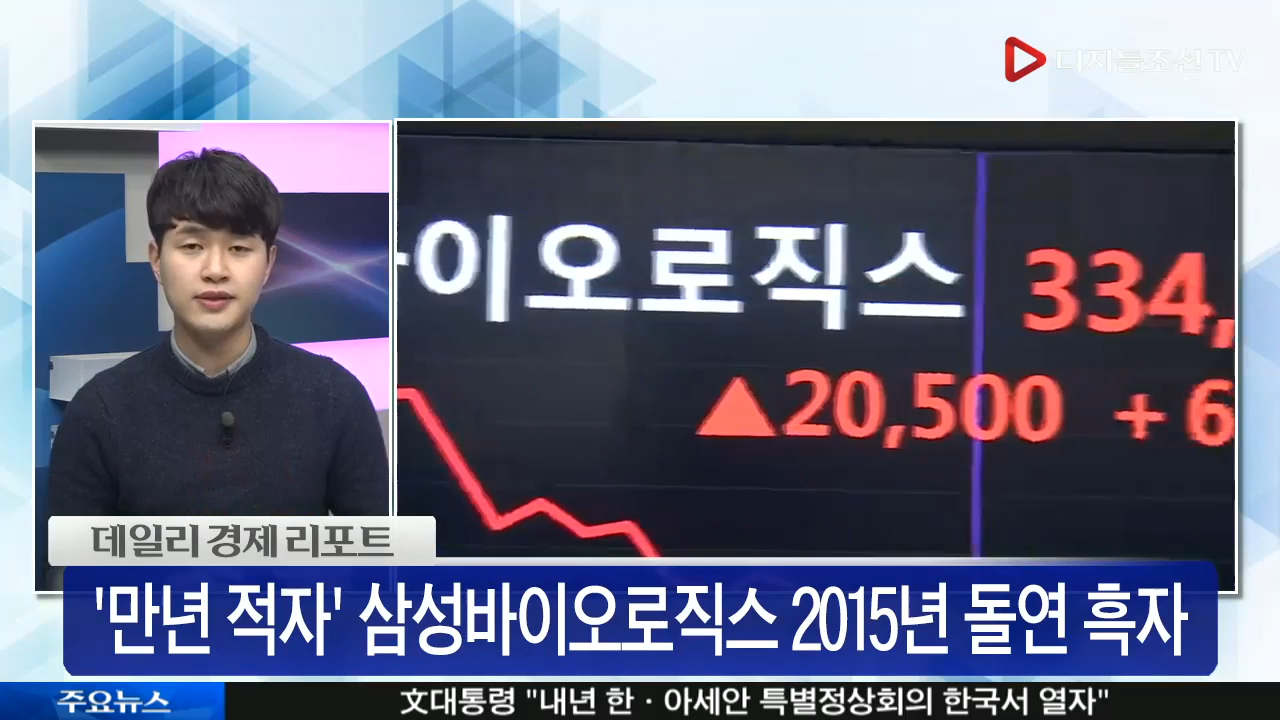 디지틀조선TV
바이오로직스 334,
▲20,500 +6
데일리 경제 리포트
'만년 적자' 삼성바이오로직스 2015년 돌연 흑자
주요뉴스 文대통령 "내년 한·아세안 특별정상회의 한국서 열자"